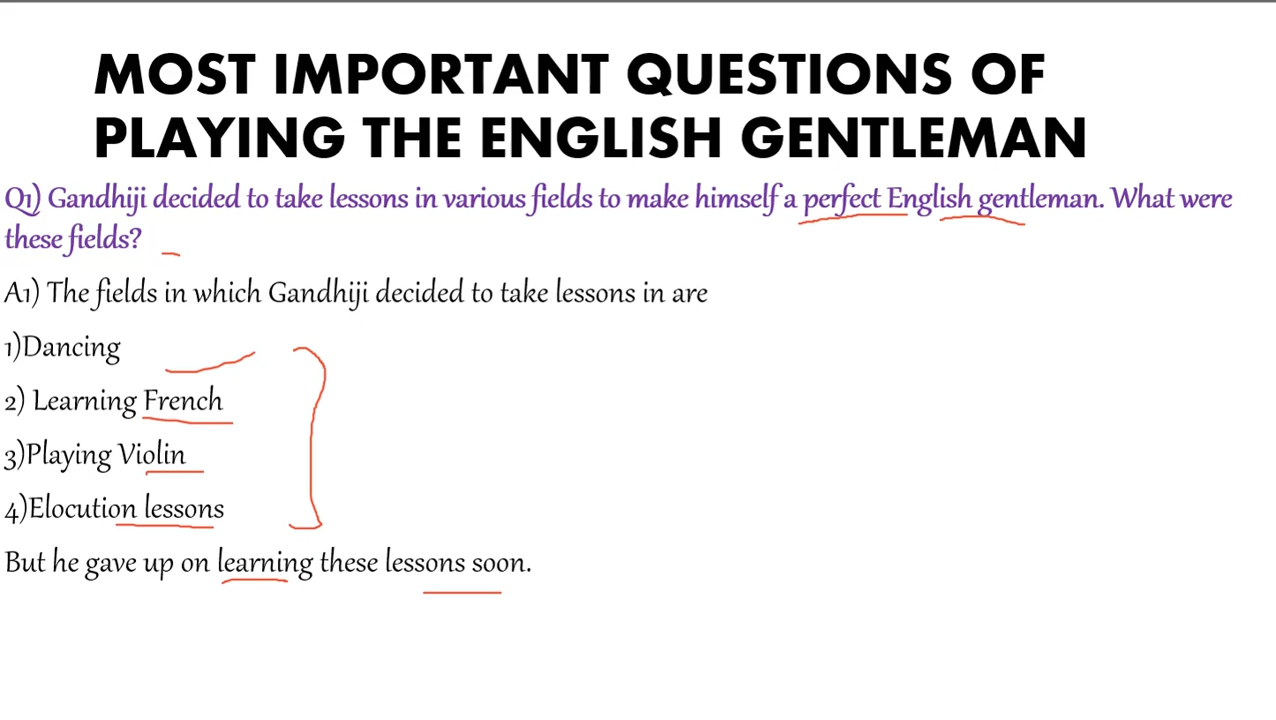 MOST IMPORTANT QUESTIONS OF
PLAYING THE ENGLISH GENTLEMAN
Q1) Gandhiji decided to take lessons in various fields to make himself a perfect English gentleman. What were
these fields?
A1) The fields in which Gandhiji decided to take lessons in are
1)Dancing
2) Learning French
3)Playing Violin
4)Elocution lessons
But he gave up on learning these lessons soon.